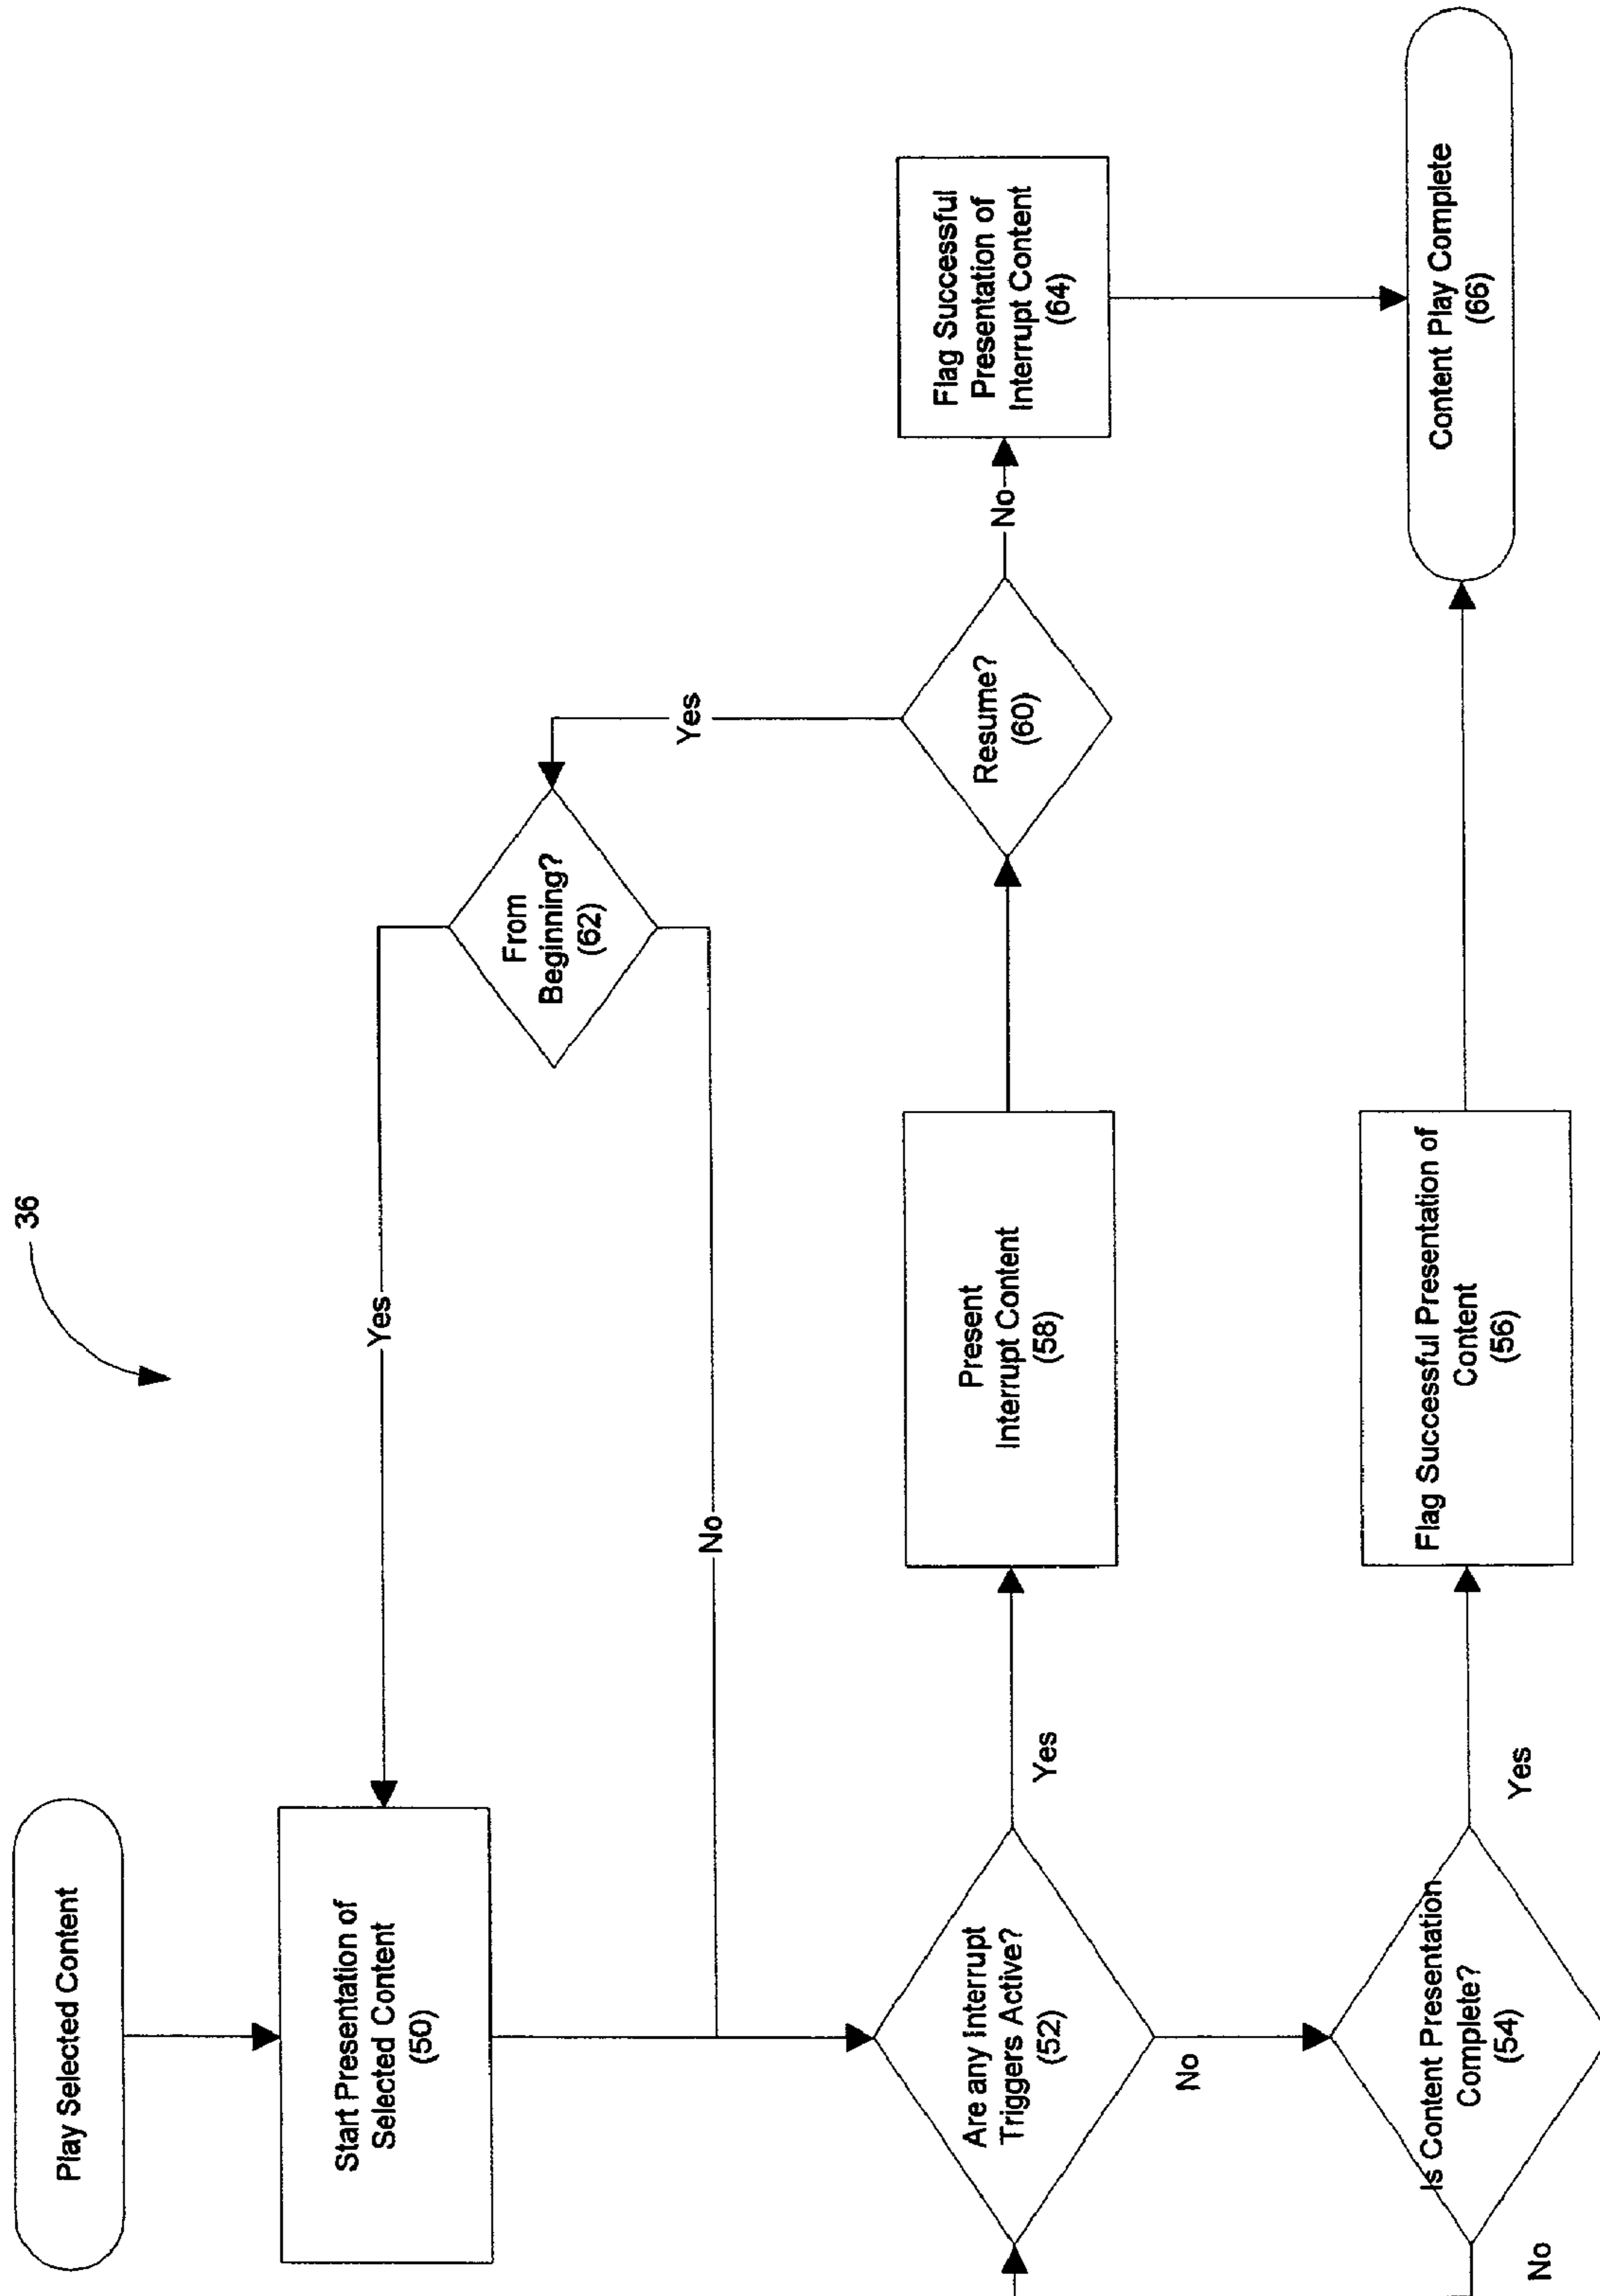 36
Play Selected Content
Start Presentation of
Selected Content
(50)
Yes
From
Beginning?
(62)
No
Yes
Are any Interrupt
Triggers Active?
(52)
Yes
Present
Interrupt Content
(58)
Resume?
(60)
No
Flag Successful
Presentation of
Interrupt Content
(64)
No
Is Content Presentation
Complete?
(54)
Yes
No
Flag Successful Presentation of
Content
(56)
Content Play Complete
(66)